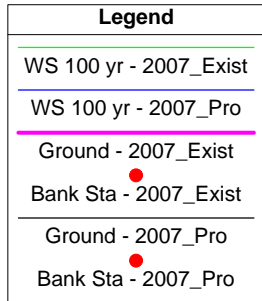 Legend
WS 100 yr - 2007_Exist
WS 100 yr - 2007_Pro
Ground - 2007_Exist
Bank Sta - 2007_Exist
Ground - 2007_Pro
Bank Sta - 2007_Pro